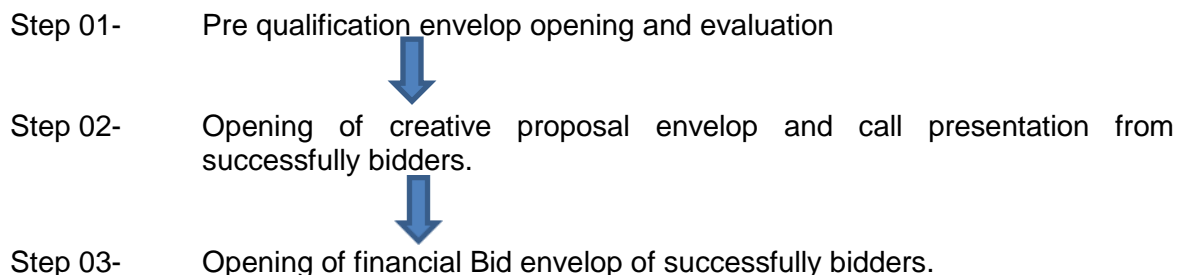 Step 01- Pre qualification envelop opening and evaluation
Step 02- Opening of creative proposal envelop and call presentation from
successfully bidders.
Step 03- Opening of financial Bid envelop of successfully bidders.